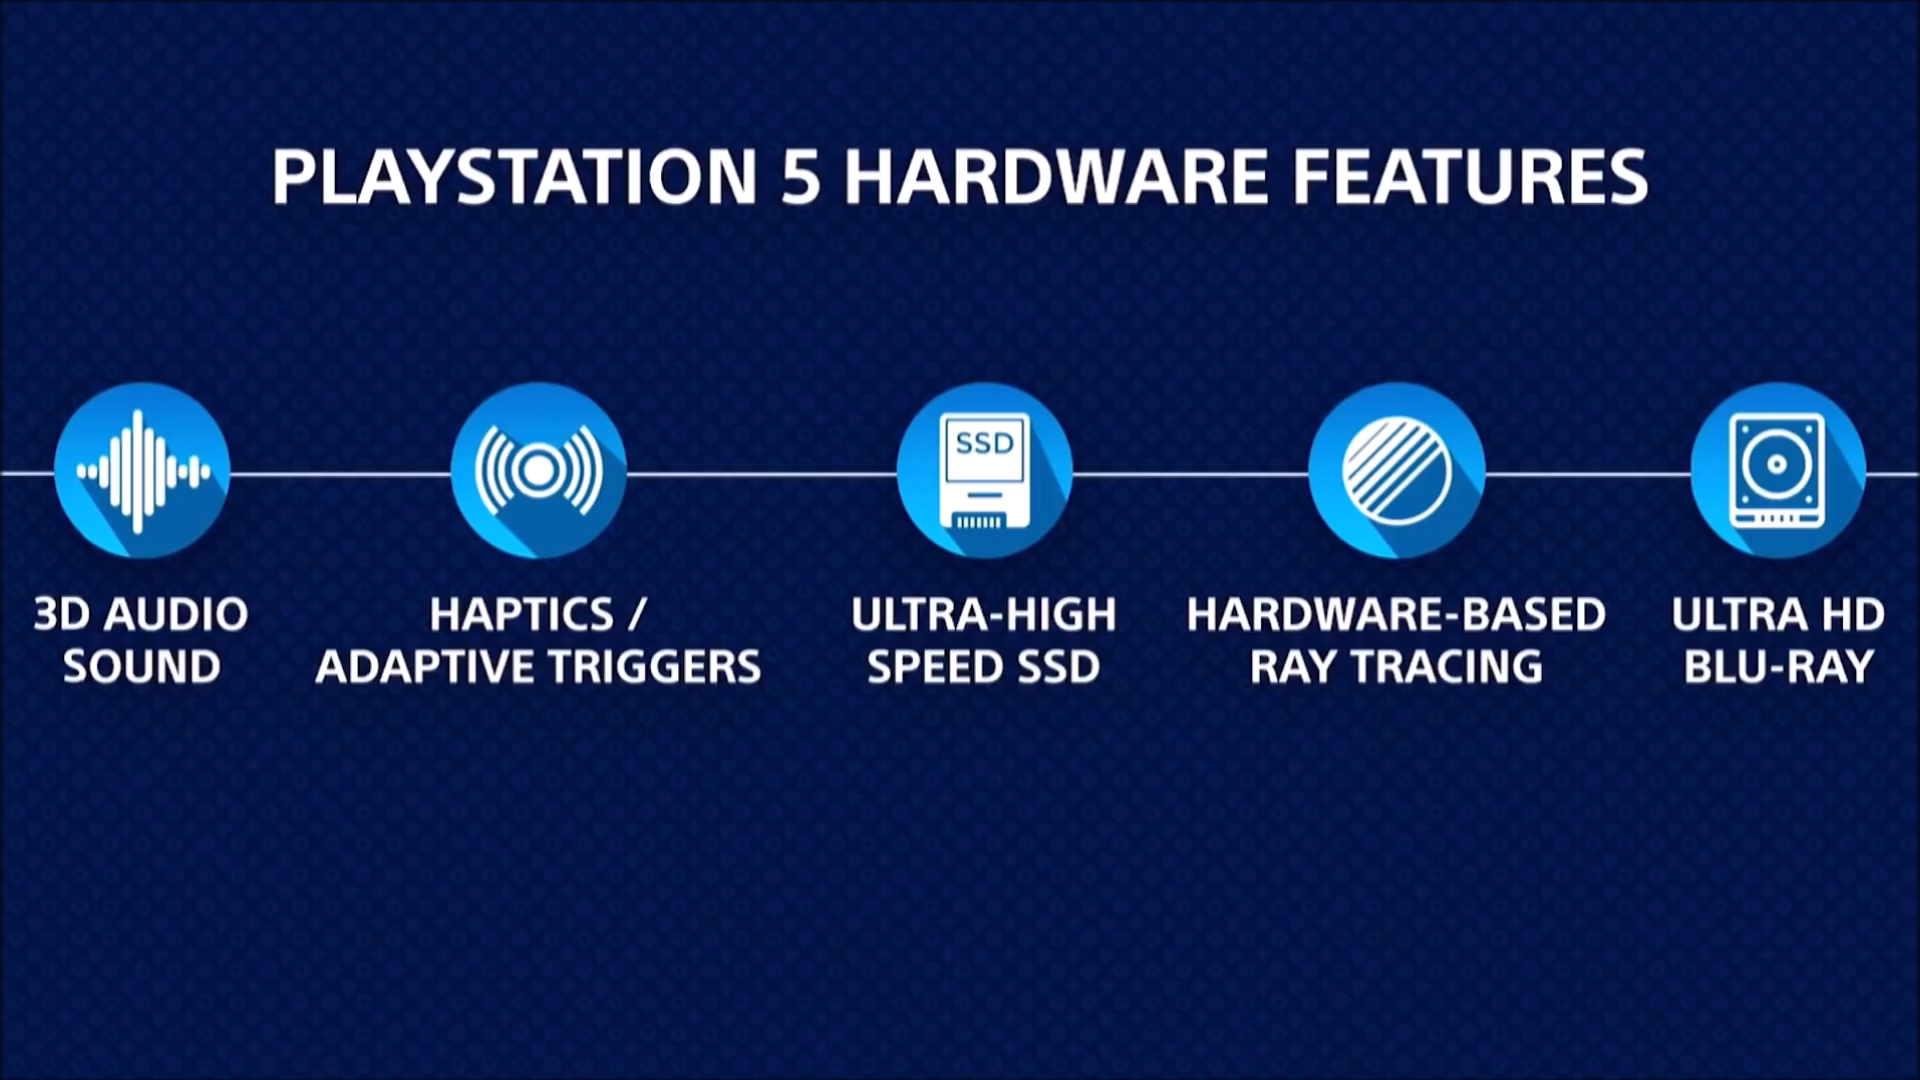 PLAYSTATION 5 HARDWARE FEATURES
SSD
3D AUDIO
SOUND
HAPTICS /
ADAPTIVE TRIGGERS
ULTRA-HIGH
SPEED SSD
HARDWARE-BASED
RAY TRACING
ULTRA HD
BLU-RAY